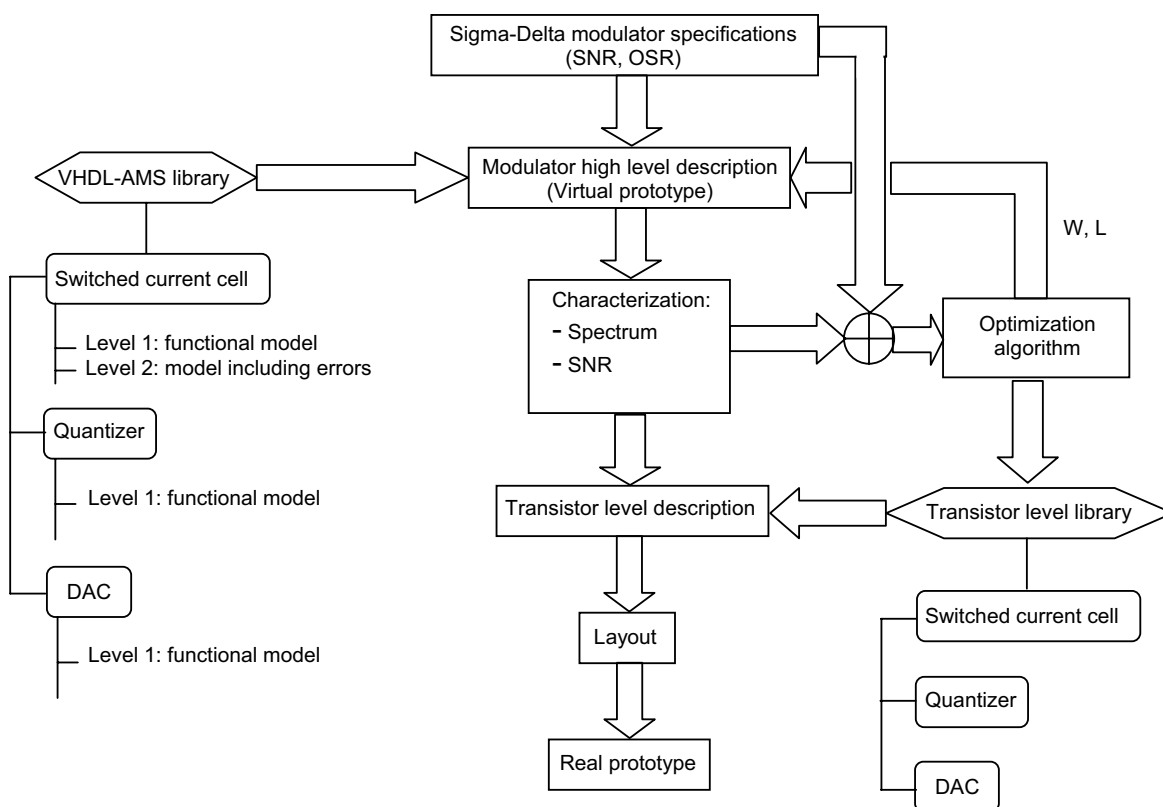 Sigma-Delta modulator specifications
(SNR, OSR)
VHDL-AMS library
Modulator high level description
(Virtual prototype)
W, L
Switched current cell
Level 1: functional model
Level 2: model including errors
Quantizer
Level 1: functional model
DAC
Level 1: functional model
Characterization:
- Spectrum
- SNR
Optimization
algorithm
Transistor level description
Transistor level library
Layout
Real prototype
Switched current cell
Quantizer
DAC